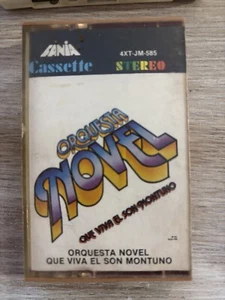 FANIA
4XT-JM-585
Cassette STEREO
ORQUESTA
NOVEL
QUE VIVA EL SON MONTUNO
ORQUESTA NOVEL
QUE VIVA EL SON MONTUNO